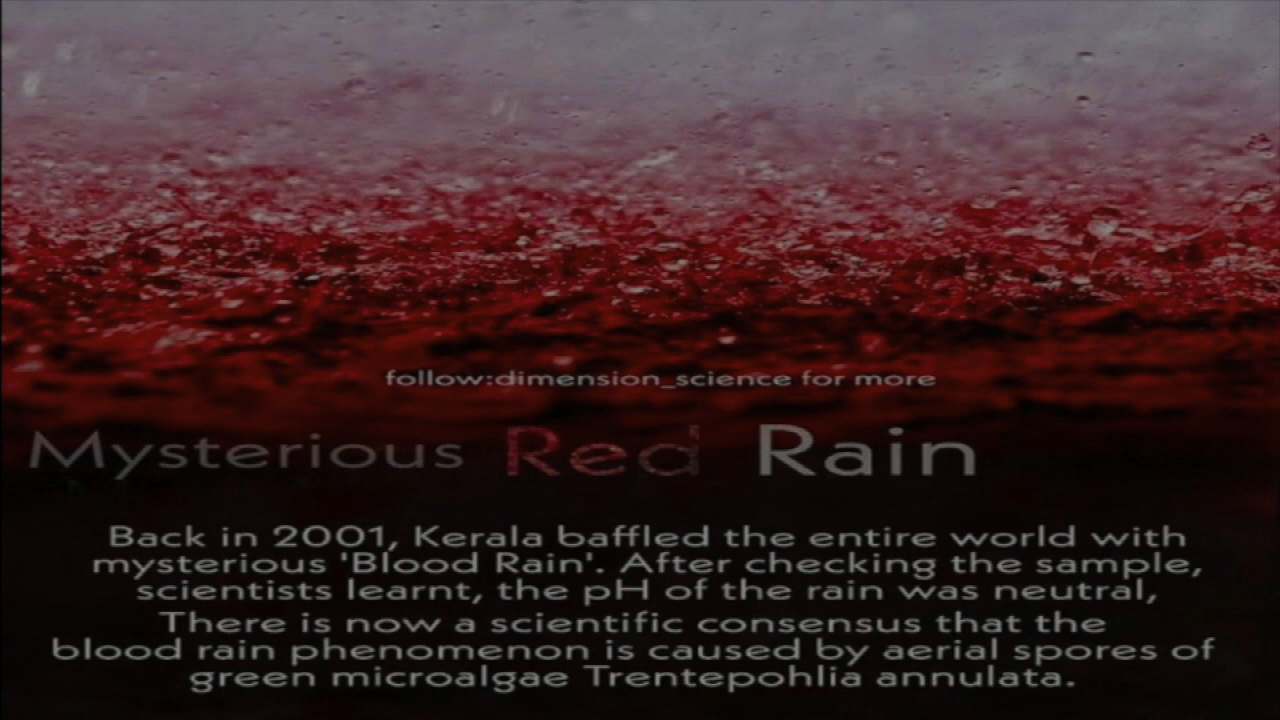 follow:dimension_science for more
Mysterious Red Rain
Back in 2001, Kerala baffled the entire world with
mysterious 'Blood Rain'. After checking the sample,
scientists learnt, the pH of the rain was neutral,
There is now a scientific consensus that the
blood rain phenomenon is caused by aerial spores of
green microalgae Trentepohlia annulata.